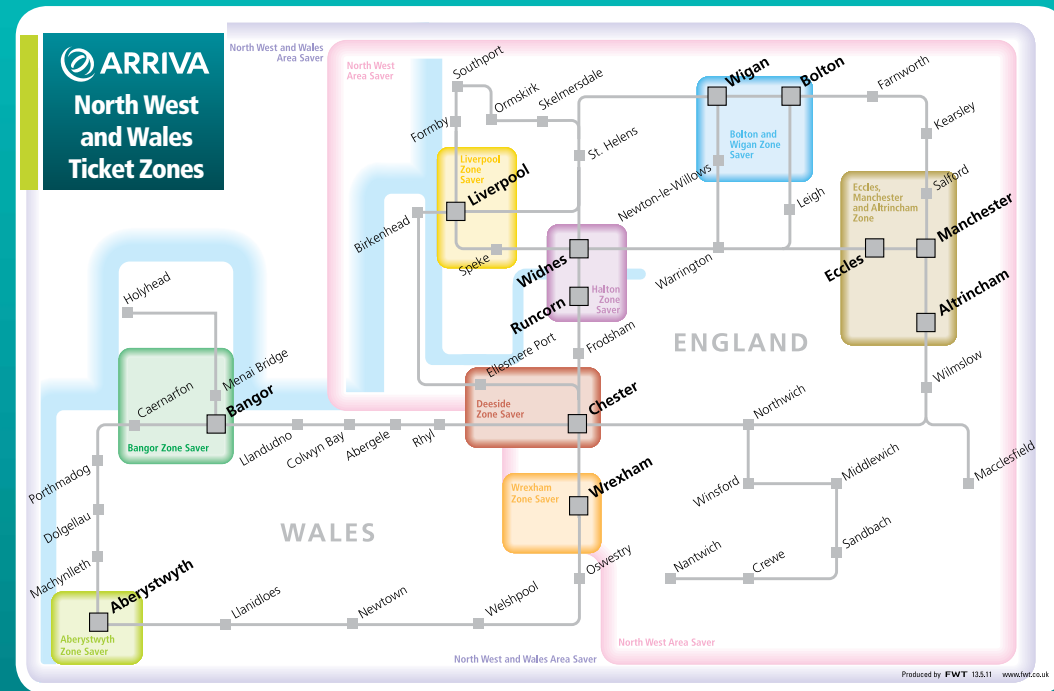 ARRIVA
North West
and Wales
Ticket Zones
North West and Wales
Area Saver
North West
Area Saver
Southport
Ormskirk
Skelmersdale
Formby
St. Helens
Wigan
Bolton
Farnworth
Kearsley
Bolton and
Wigan Zone
Saver
Liverpool
Zone
Saver
Liverpool
Birkenhead
Speke
Newton-le-Willows
Leigh
Salford
Eccles,
Manchester
and Altrincham
Zone
Manchester
Eccles
Altrincham
Warrington
Widnes
Runcorn
Halton
Zone
Saver
Frodsham
ENGLAND
Wilmslow
Macclesfield
Holyhead
Menai Bridge
Caernarfon
Bangor
Bangor Zone Saver
Llandudno
Colwyn Bay
Abergele
Rhyl
Ellesmere Port
Deeside
Zone Saver
Chester
Northwich
Winsford
Middlewich
Sandbach
Crewe
Nantwich
Wrexham
Zone Saver
Wrexham
Oswestry
WALES
Porthmadog
Dolgellau
Machynlleth
Aberystwyth
Aberystwyth
Zone Saver
Llanidloes
Newtown
Welshpool
North West Area Saver
North West and Wales Area Saver
Produced by FWT 13.5.11 www.fwt.co.uk